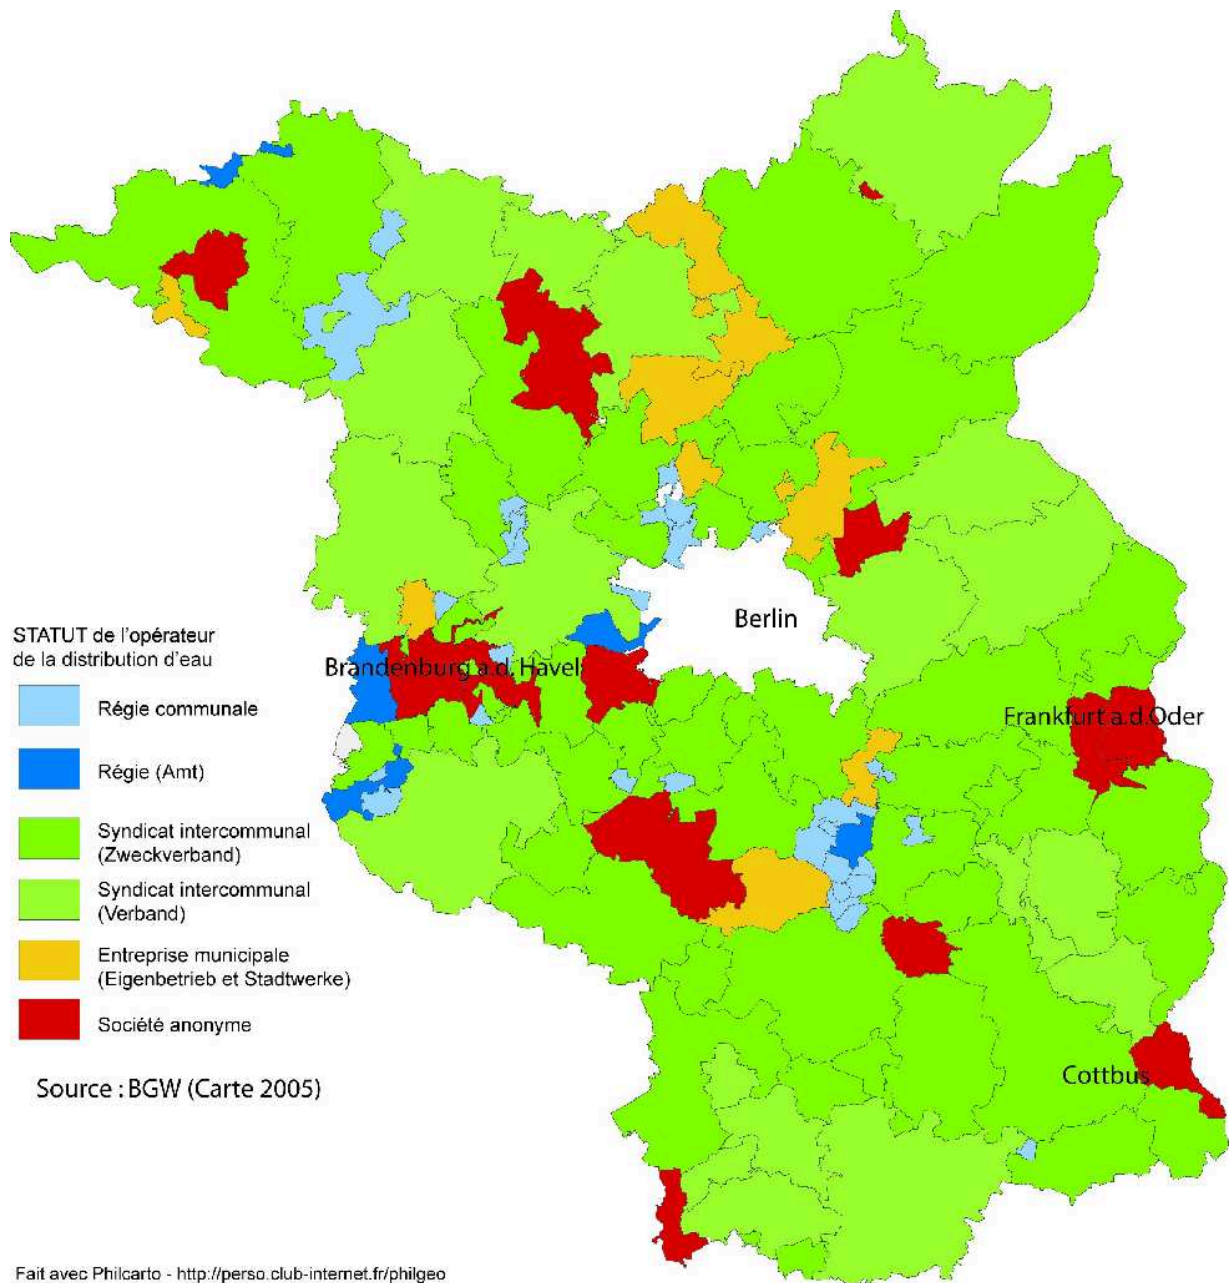 Berlin
STATUT de l'opérateur
de la distribution d'eau
Brandenburg a.d. Havel
Régie communale
Frankfurt a.d.Oder
Régie (Amt)
Syndicat intercommunal
(Zweckverband)
Syndicat intercommunal
(Verband)
Entreprise municipale
(Eigenbetrieb et Stadtwerke)
Société anonyme
Source : BGW (Carte 2005)
Cottbus
Fait avec Philcarto - http://perso.club-internet.fr/philgeo